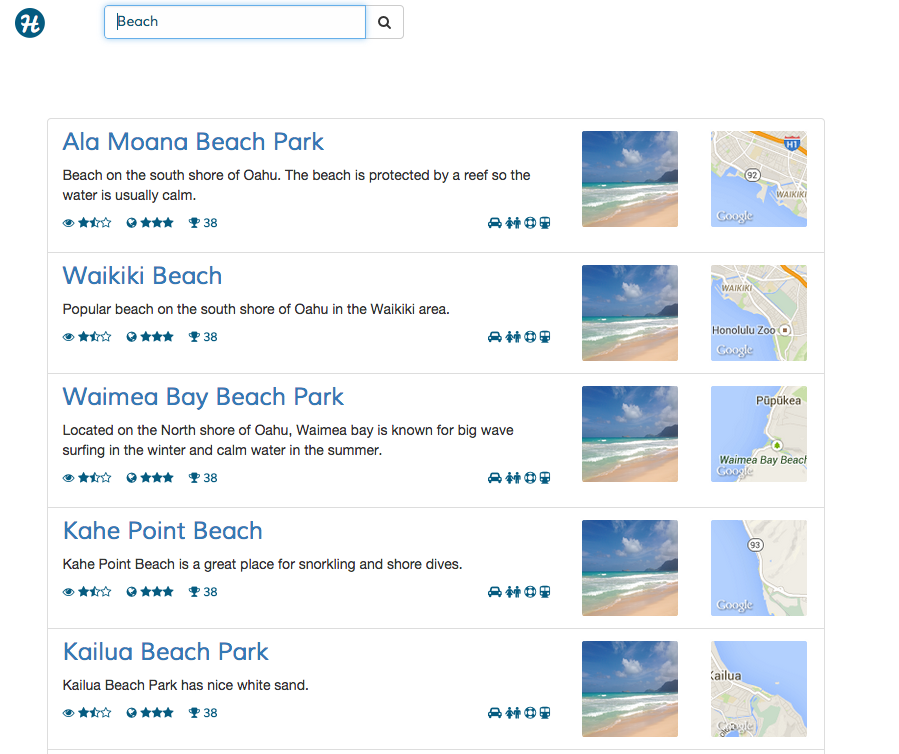 H
Beach
Ala Moana Beach Park
Beach on the south shore of Oahu. The beach is protected by a reef so the
water is usually calm.
38
H1
92
WAIKIKI
Google
Waikiki Beach
Popular beach on the south shore of Oahu in the Waikiki area.
38
WAIKIKI
Honolulu Zoo
Google
Waimea Bay Beach Park
Located on the North shore of Oahu, Waimea bay is known for big wave
surfing in the winter and calm water in the summer.
38
Pūpūkea
Waimea Bay Beach
Google
Kahe Point Beach
Kahe Point Beach is a great place for snorkling and shore dives.
38
93
Google
Kailua Beach Park
Kailua Beach Park has nice white sand.
38
Kailua
Google